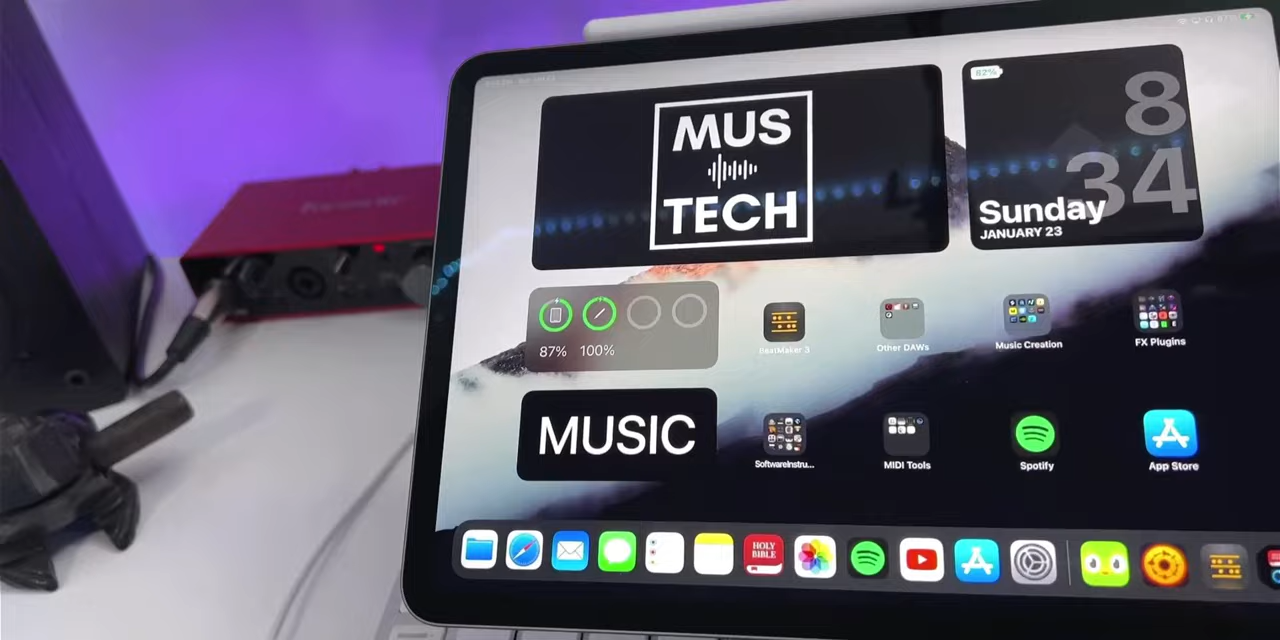 MUS
TECH
82%
8
34
Sunday
JANUARY 23
87%
100%
BeatMaker 3
Other DAWs
Music Creation
FX Plugins
MUSIC
SoftwareInstru...
MIDI Tools
Spotify
App Store
HOLY
BIBLE